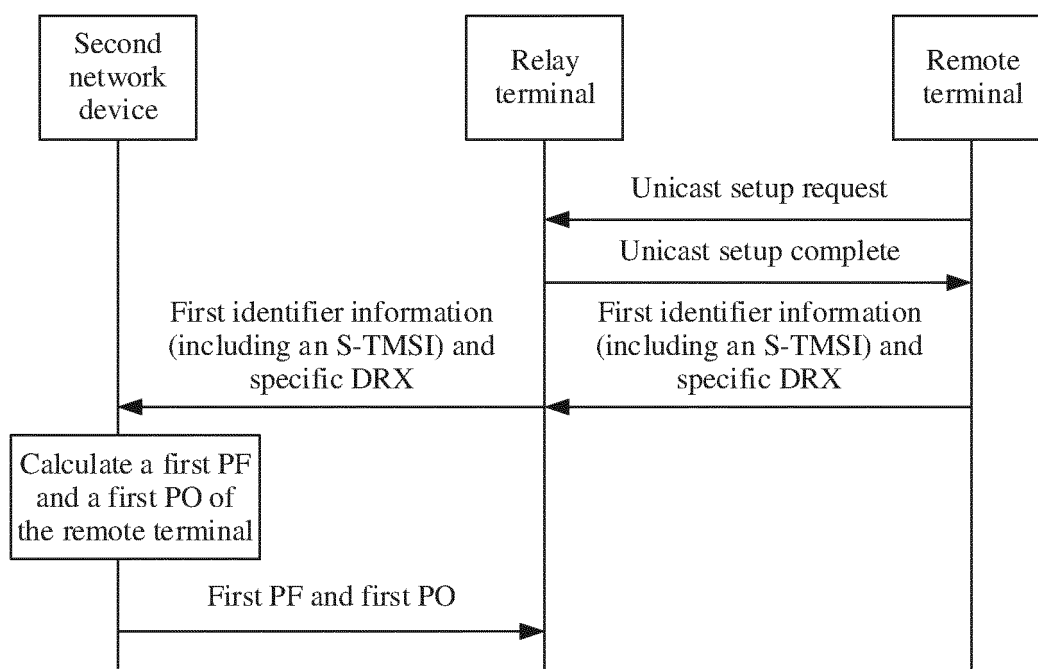 Second
network
device
Relay
terminal
Remote
terminal
Unicast setup request
Unicast setup complete
First identifier information
(including an S-TMSI) and
specific DRX
First identifier information
(including an S-TMSI) and
specific DRX
Calculate a first PF
and a first PO of
the remote terminal
First PF and first PO